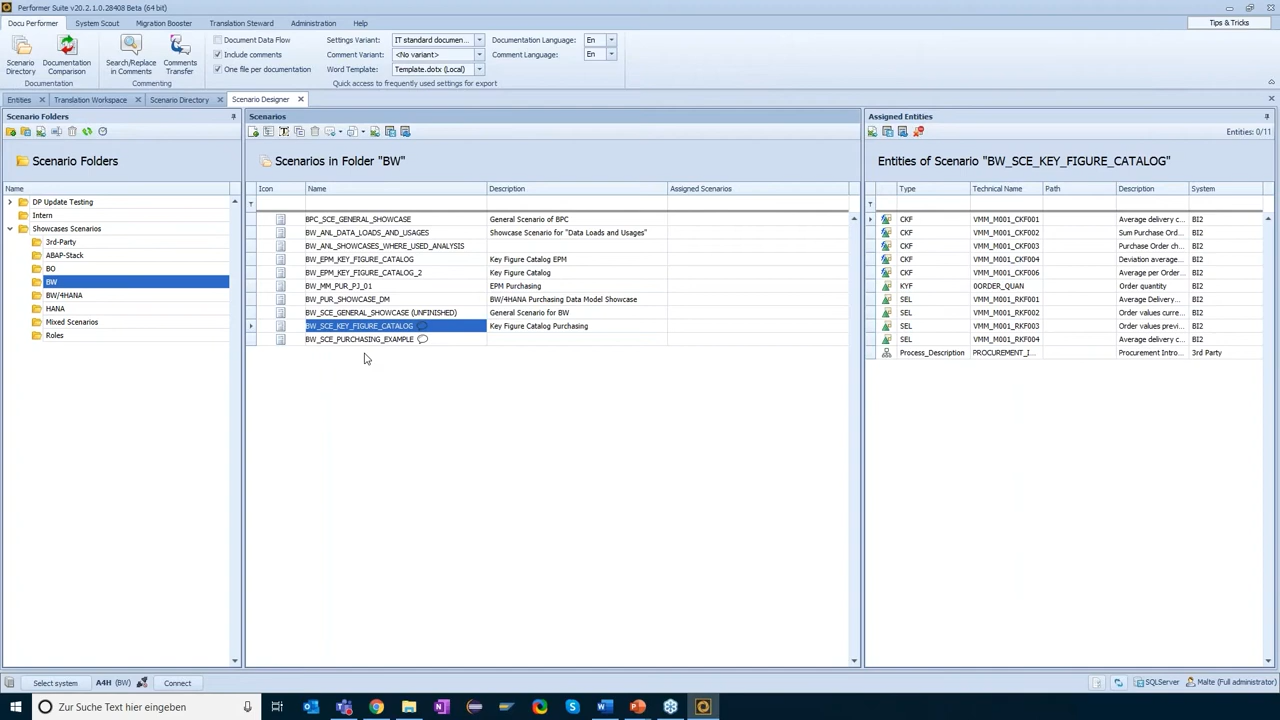 Performer Suite v20.2.1.0.28408 Beta (64 bit)
Docu Performer System Scout Migration Booster Translation Steward Administration Help
Tips & Tricks
Scenario Directory
Documentation Comparison
Documentation
Search/Replace in Comments
Comments Transfer
Commenting
Document Data Flow
Include comments
One file per documentation
Settings Variant: IT standard documen...
Comment Variant: <No variant>
Word Template: Template.dotx (Local)
Documentation Language: En
Comment Language: En
Quick access to frequently used settings for export
Entities Translation Workspace Scenario Directory Scenario Designer
Scenario Folders
Scenario Folders
Name
DP Update Testing
Intern
Showcases Scenarios
3rd-Party
ABAP-Stack
BO
BW
BW/4HANA
HANA
Mixed Scenarios
Roles
Scenarios
Scenarios in Folder "BW"
Icon Name Description Assigned Scenarios
BPC_SCE_GENERAL_SHOWCASE General Scenario of BPC
BW_ANL_DATA_LOADS_AND_USAGES Showcase Scenario for "Data Loads and Usages"
BW_ANL_SHOWCASES_WHERE_USED_ANALYSIS
BW_EPM_KEY_FIGURE_CATALOG Key Figure Catalog EPM
BW_EPM_KEY_FIGURE_CATALOG_2 Key Figure Catalog
BW_MM_PUR_PJ_01 EPM Purchasing
BW_PUR_SHOWCASE_DM BW/4HANA Purchasing Data Model Showcase
BW_SCE_GENERAL_SHOWCASE (UNFINISHED) General Scenario for BW
BW_SCE_KEY_FIGURE_CATALOG Key Figure Catalog Purchasing
BW_SCE_PURCHASING_EXAMPLE
Assigned Entities
Entities: 0/11
Entities of Scenario "BW_SCE_KEY_FIGURE_CATALOG"
Type Technical Name Path Description System
CKF VMM_M001_CKF001 Average delivery c... BI2
CKF VMM_M001_CKF002 Sum Purchase Ord... BI2
CKF VMM_M001_CKF003 Purchase Order ch... BI2
CKF VMM_M001_CKF004 Deviation average... BI2
CKF VMM_M001_CKF006 Average per Order... BI2
KYF 0ORDER_QUAN Order quantity BI2
SEL VMM_M001_RKF001 Average delivery c... BI2
SEL VMM_M001_RKF002 Order values curre... BI2
SEL VMM_M001_RKF003 Order values previ... BI2
SEL VMM_M001_RKF004 Average delivery c... BI2
Process_Description PROCUREMENT_I... Procurement Intro... 3rd Party
Select system A4H (BW) Connect
SQLServer Malte (Full administrator)
Zur Suche Text hier eingeben